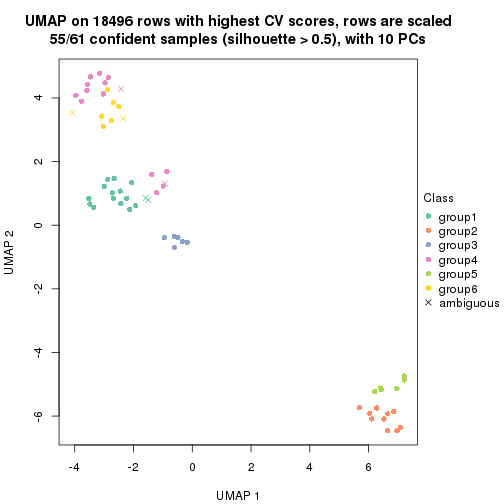 UMAP on 18496 rows with highest CV scores, rows are scaled
55/61 confident samples (silhouette > 0.5), with 10 PCs
4
2
0
-2
-4
-6
UMAP 2
-4
-2
0
2
4
6
UMAP 1
Class
group1
group2
group3
group4
group5
group6
ambiguous